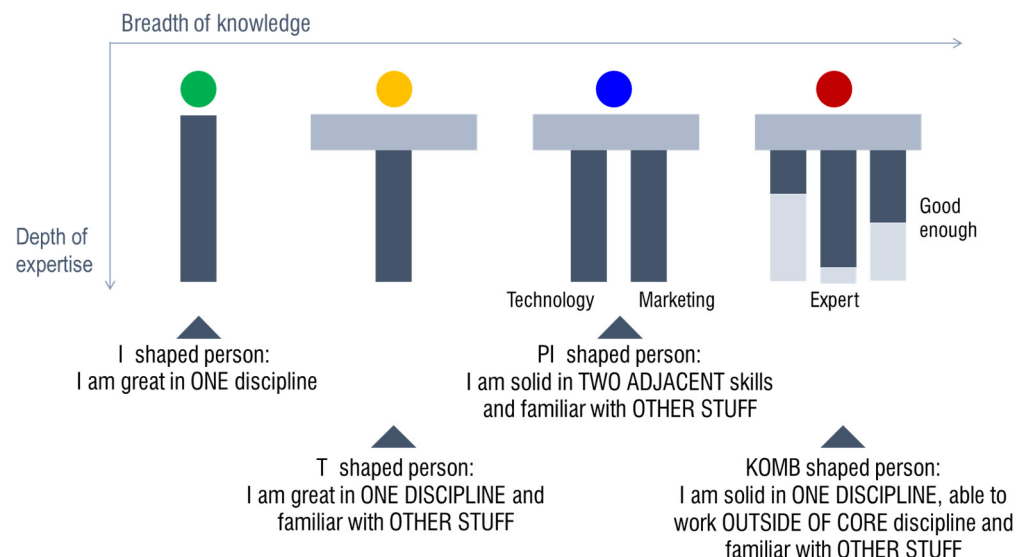 Breadth of knowledge
Depth of
expertise
Good
enough
Technology
Marketing
Expert
I shaped person:
I am great in ONE discipline
PI shaped person:
I am solid in TWO ADJACENT skills
and familiar with OTHER STUFF
T shaped person:
I am great in ONE DISCIPLINE and
familiar with OTHER STUFF
KOMB shaped person:
I am solid in ONE DISCIPLINE, able to
work OUTSIDE OF CORE discipline and
familiar with OTHER STUFF